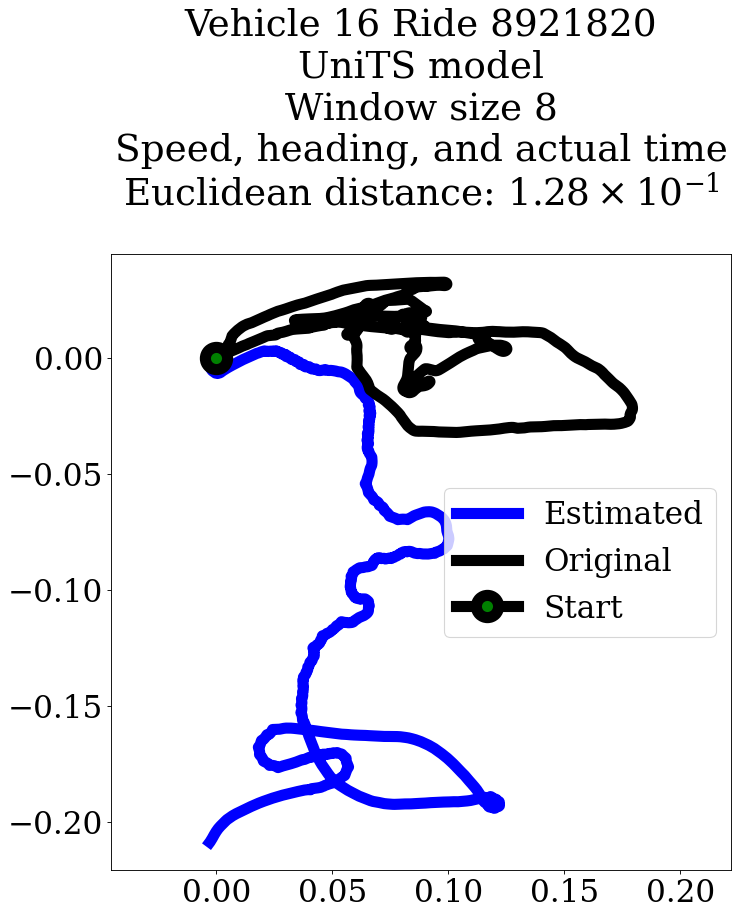 Vehicle 16 Ride 8921820
UniTS model
Window size 8
Speed, heading, and actual time
Euclidean distance: 1.28 × 10⁻¹
0.00
−0.05
−0.10
−0.15
−0.20
Estimated
Original
Start
0.00 0.05 0.10 0.15 0.20